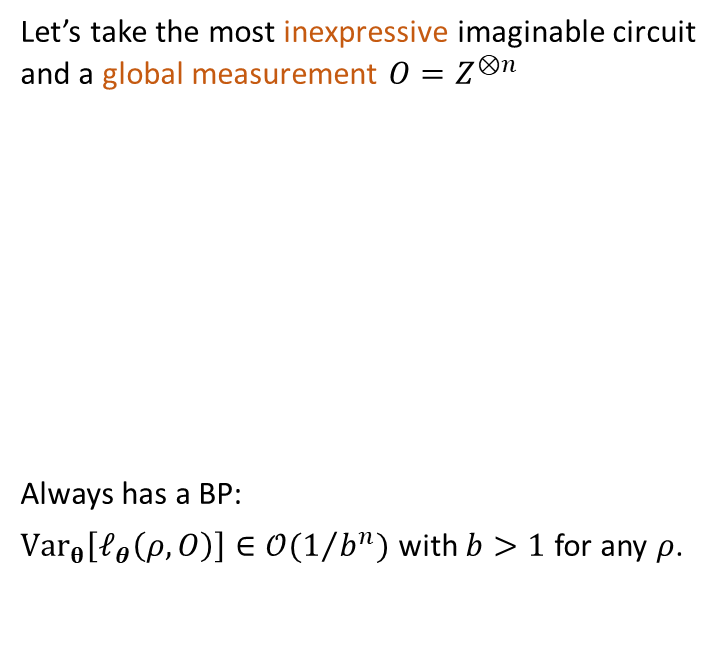 Let’s take the most inexpressive imaginable circuit
and a global measurement 𝑂 = 𝑍^{⊗𝑛}
Always has a BP:
Var_𝛉[ℓ_𝜽(𝜌, 𝑂)] ∈ 𝒪(1/𝑏^𝑛) with 𝑏 > 1 for any 𝜌.